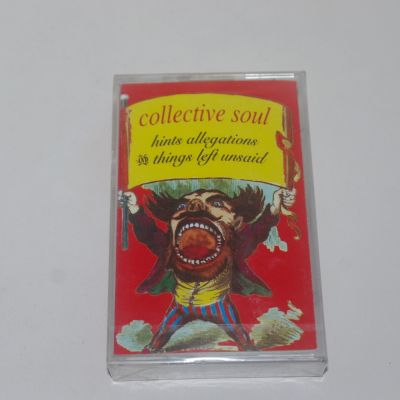 collective soul
hints allegations
& things left unsaid